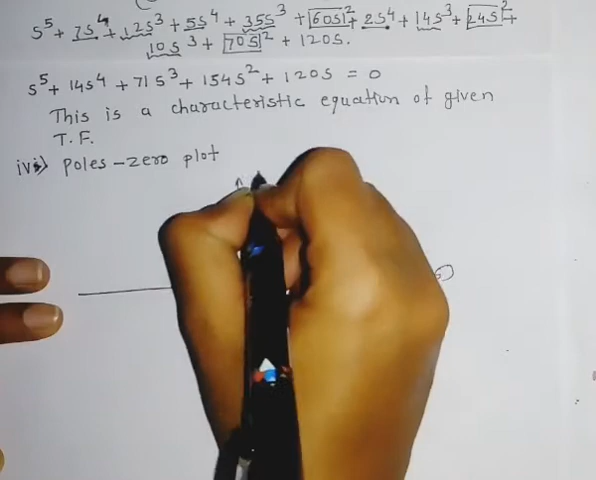 s⁵ + 7s⁴ + 12s³ + 5s⁴ + 35s³ + 60s² + 2s⁴ + 14s³ + 24s² +
10s³ + 70s² + 120s.
s⁵ + 14s⁴ + 71s³ + 154s² + 120s = 0
This is a characteristic equation of given
T.F.
iv) Poles-zero plot